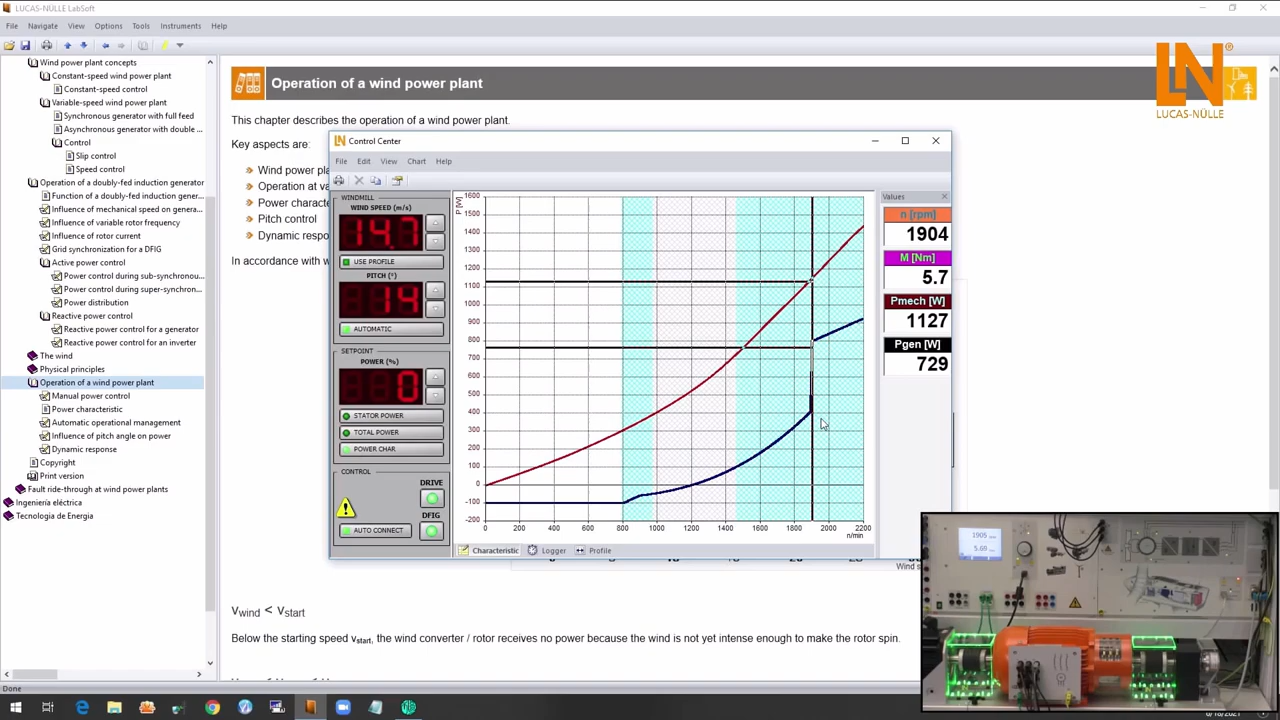 LUCAS-NÜLLE LabSoft
File Navigate View Options Tools Instruments Help
Wind power plant concepts
Constant-speed wind power plant
Constant-speed control
Variable-speed wind power plant
Synchronous generator with full feed
Asynchronous generator with double ...
Control
Slip control
Speed control
Operation of a doubly-fed induction generator
Function of a doubly-fed induction gener...
Influence of mechanical speed on genera...
Influence of variable rotor frequency
Influence of rotor current
Grid synchronization for a DFIG
Active power control
Power control during sub-synchronou...
Power control during super-synchron...
Power distribution
Reactive power control
Reactive power control for a generator
Reactive power control for an inverter
The wind
Physical principles
Operation of a wind power plant
Manual power control
Power characteristic
Automatic operational management
Influence of pitch angle on power
Dynamic response
Copyright
Print version
Fault ride-through at wind power plants
Ingeniería eléctrica
Tecnologia de Energia
Done
Operation of a wind power plant
LN®
LUCAS-NÜLLE
This chapter describes the operation of a wind power plant.
Key aspects are:
Wind power pla
Operation at va
Power characte
Pitch control
Dynamic respo
In accordance with w
LN Control Center
File Edit View Chart Help
WINDMILL
WIND SPEED (m/s)
14.7
USE PROFILE
PITCH (°)
14
AUTOMATIC
SETPOINT
POWER (%)
0
STATOR POWER
TOTAL POWER
POWER CHAR
CONTROL
DRIVE
DFIG
AUTO CONNECT
P [W]
1600
1500
1400
1300
1200
1100
1000
900
800
700
600
500
400
300
200
100
0
-100
-200
0 200 400 600 800 1000 1200 1400 1600 1800 2000 2200
n/min
Characteristic Logger Profile
Values
n [rpm]
1904
M [Nm]
5.7
Pmech [W]
1127
Pgen [W]
729
Wind s
Vwind < Vstart
Below the starting speed vstart, the wind converter / rotor receives no power because the wind is not yet intense enough to make the rotor spin.
1905
5.69
8/18/2021